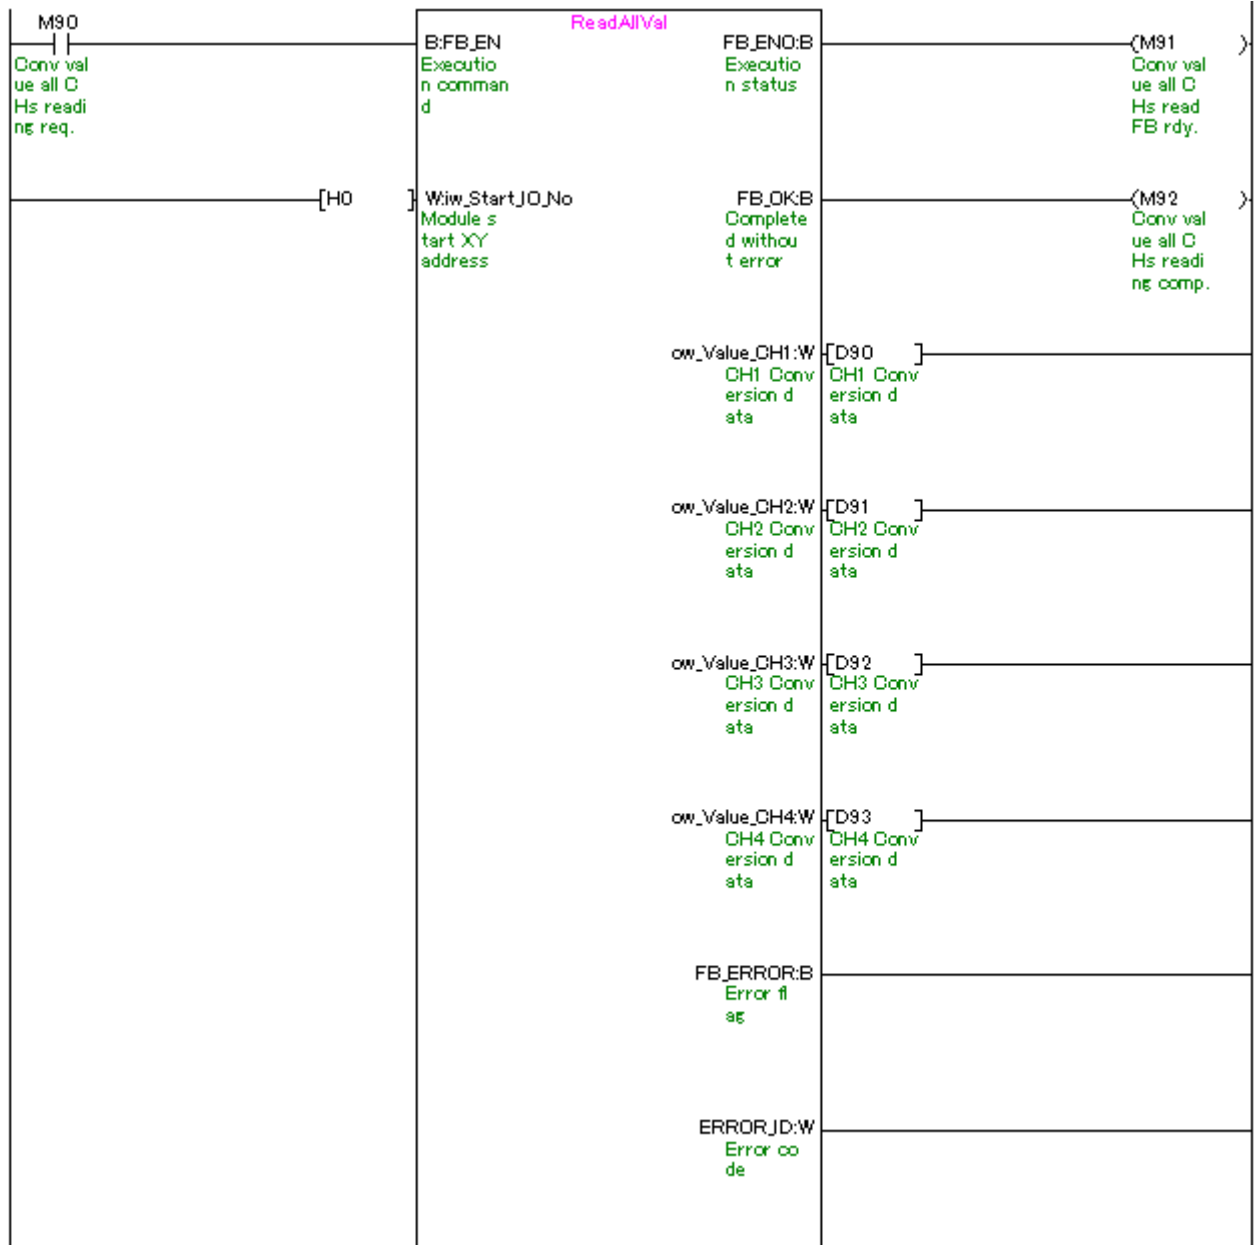 M90
ReadAllVal
B:FB_EN
FB_ENO:B
(M91 )
Conv val
ue all C
Hs readi
ng req.
Executio
n comman
d
Executio
n status
Conv val
ue all C
Hs read
FB rdy.
[H0 ]
W:iw_Start_IO_No
FB_OK:B
(M92 )
Module s
tart XY
address
Complete
d withou
t error
Conv val
ue all C
Hs readi
ng comp.
ow_Value_CH1:W
[D90 ]
CH1 Conv
ersion d
ata
CH1 Conv
ersion d
ata
ow_Value_CH2:W
[D91 ]
CH2 Conv
ersion d
ata
CH2 Conv
ersion d
ata
ow_Value_CH3:W
[D92 ]
CH3 Conv
ersion d
ata
CH3 Conv
ersion d
ata
ow_Value_CH4:W
[D93 ]
CH4 Conv
ersion d
ata
CH4 Conv
ersion d
ata
FB_ERROR:B
Error fl
ag
ERROR_ID:W
Error co
de